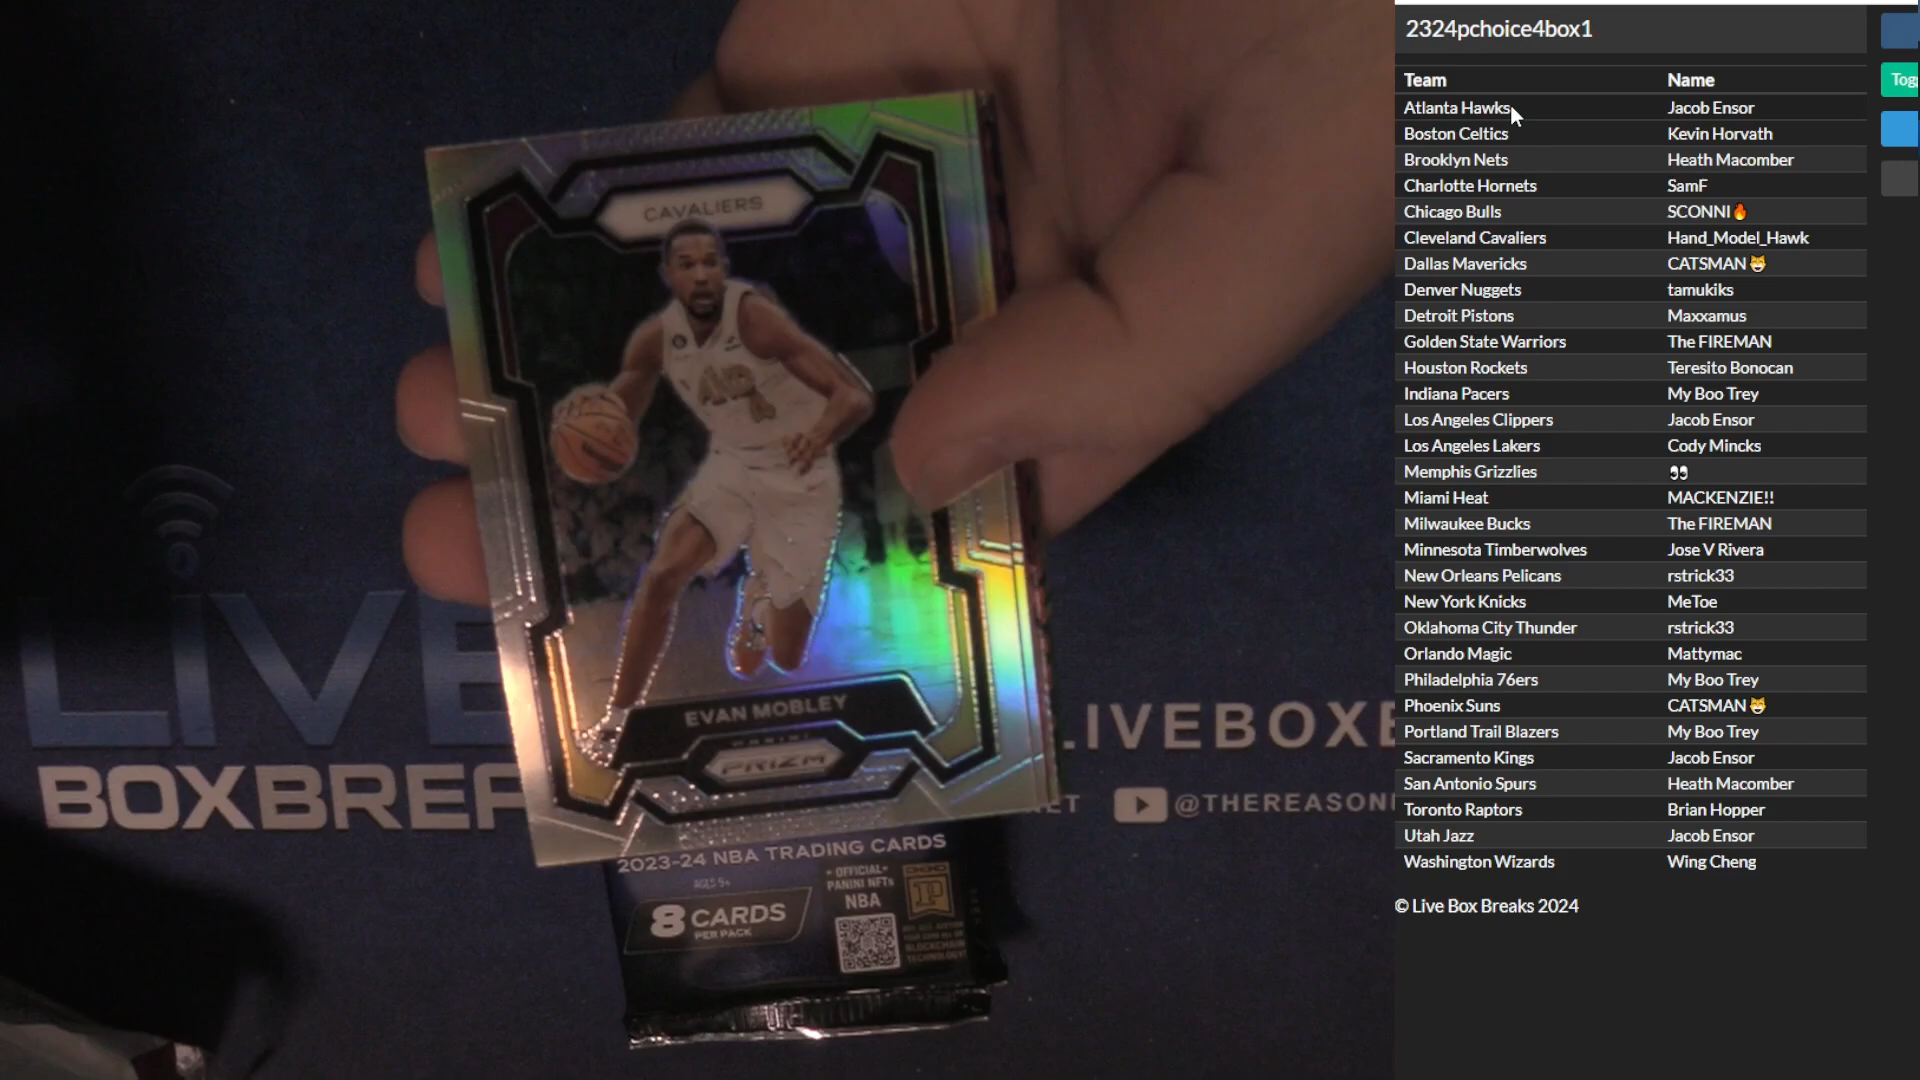 CAVALIERS
EVAN MOBLEY
PANINI
PRIZM
2023-24 NBA TRADING CARDS
AGES 9+
8 CARDS
PER PACK
• OFFICIAL •
PANINI NFTs
NBA
LIVE
BOXBREA
LIVEBOXB
ET
@THEREASON
2324pchoice4box1
Team Name
Atlanta Hawks Jacob Ensor
Boston Celtics Kevin Horvath
Brooklyn Nets Heath Macomber
Charlotte Hornets SamF
Chicago Bulls SCONNI🔥
Cleveland Cavaliers Hand_Model_Hawk
Dallas Mavericks CATSMAN 😸
Denver Nuggets tamukiks
Detroit Pistons Maxxamus
Golden State Warriors The FIREMAN
Houston Rockets Teresito Bonocan
Indiana Pacers My Boo Trey
Los Angeles Clippers Jacob Ensor
Los Angeles Lakers Cody Mincks
Memphis Grizzlies 👀
Miami Heat MACKENZIE!!
Milwaukee Bucks The FIREMAN
Minnesota Timberwolves Jose V Rivera
New Orleans Pelicans rstrick33
New York Knicks MeToe
Oklahoma City Thunder rstrick33
Orlando Magic Mattymac
Philadelphia 76ers My Boo Trey
Phoenix Suns CATSMAN 😸
Portland Trail Blazers My Boo Trey
Sacramento Kings Jacob Ensor
San Antonio Spurs Heath Macomber
Toronto Raptors Brian Hopper
Utah Jazz Jacob Ensor
Washington Wizards Wing Cheng
© Live Box Breaks 2024
Tog